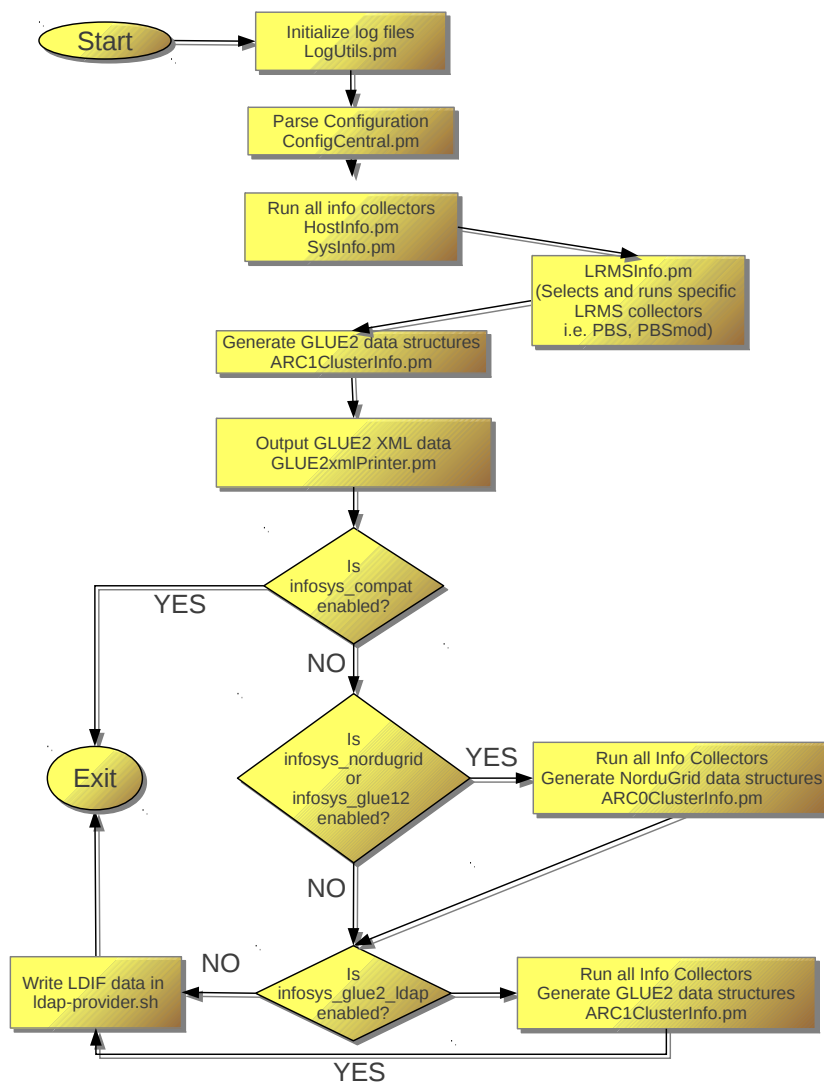 Start
Initialize log files
LogUtils.pm
Parse Configuration
ConfigCentral.pm
Run all info collectors
HostInfo.pm
SysInfo.pm
LRMSInfo.pm
(Selects and runs specific
LRMS collectors
i.e. PBS, PBSmod)
Generate GLUE2 data structures
ARC1ClusterInfo.pm
Output GLUE2 XML data
GLUE2xmlPrinter.pm
Is
infosys_compat
enabled?
YES
NO
Is
infosys_nordugrid
or
infosys_glue12
enabled?
YES
Run all Info Collectors
Generate NorduGrid data structures
ARC0ClusterInfo.pm
Exit
NO
Is
infosys_glue2_ldap
enabled?
NO
Write LDIF data in
ldap-provider.sh
Run all Info Collectors
Generate GLUE2 data structures
ARC1ClusterInfo.pm
YES